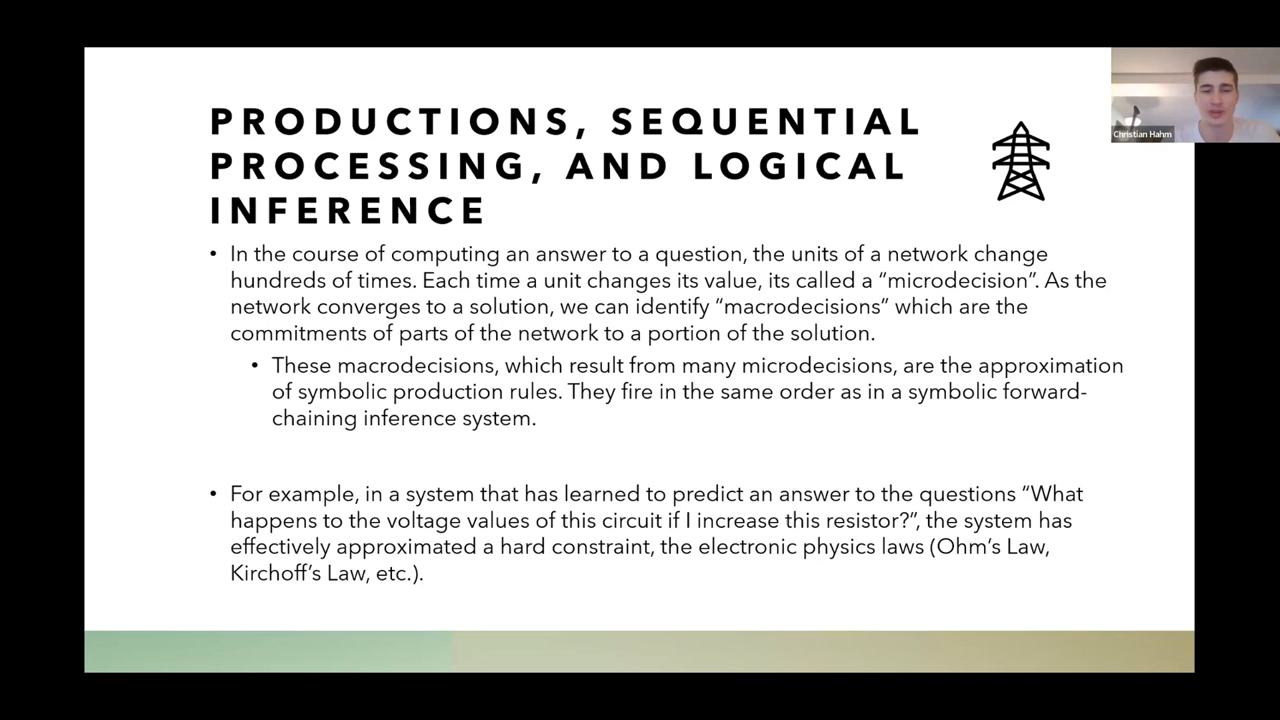 PRODUCTIONS, SEQUENTIAL
PROCESSING, AND LOGICAL
INFERENCE
Christian Hahm
• In the course of computing an answer to a question, the units of a network change
hundreds of times. Each time a unit changes its value, its called a “microdecision”. As the
network converges to a solution, we can identify “macrodecisions” which are the
commitments of parts of the network to a portion of the solution.
• These macrodecisions, which result from many microdecisions, are the approximation
of symbolic production rules. They fire in the same order as in a symbolic forward-
chaining inference system.
• For example, in a system that has learned to predict an answer to the questions “What
happens to the voltage values of this circuit if I increase this resistor?”, the system has
effectively approximated a hard constraint, the electronic physics laws (Ohm’s Law,
Kirchoff’s Law, etc.).